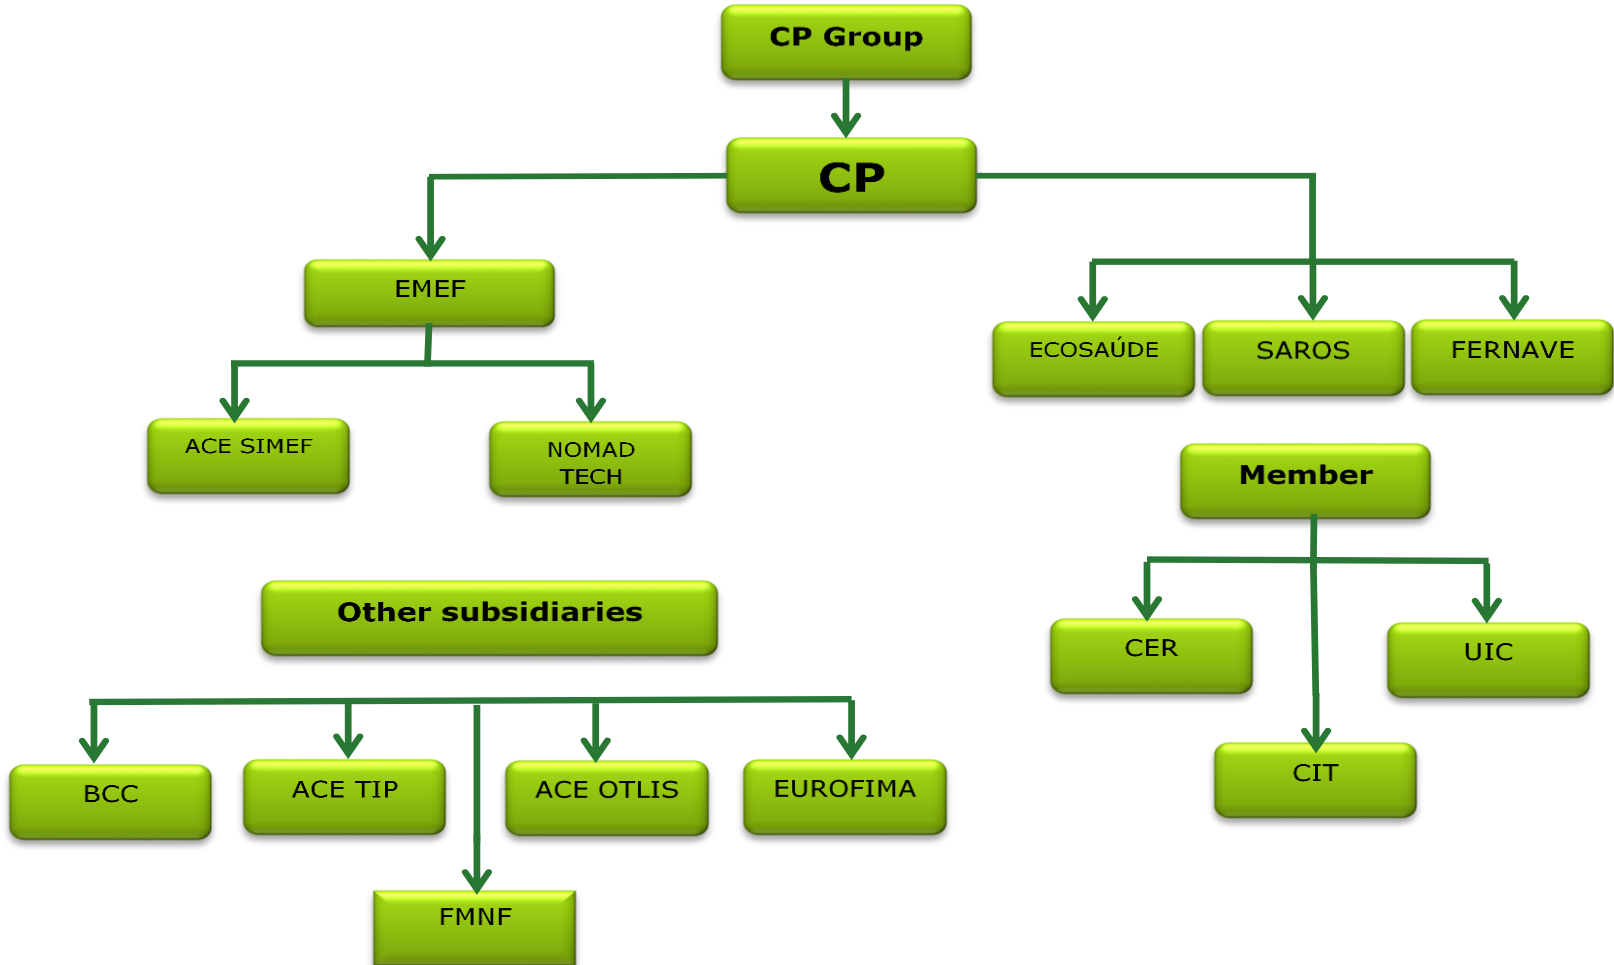 CP Group
CP
EMEF
ECOSAÚDE
SAROS
FERNAVE
ACE SIMEF
NOMAD
TECH
Member
Other subsidiaries
CER
UIC
CIT
BCC
ACE TIP
ACE OTLIS
EUROFIMA
FMNF